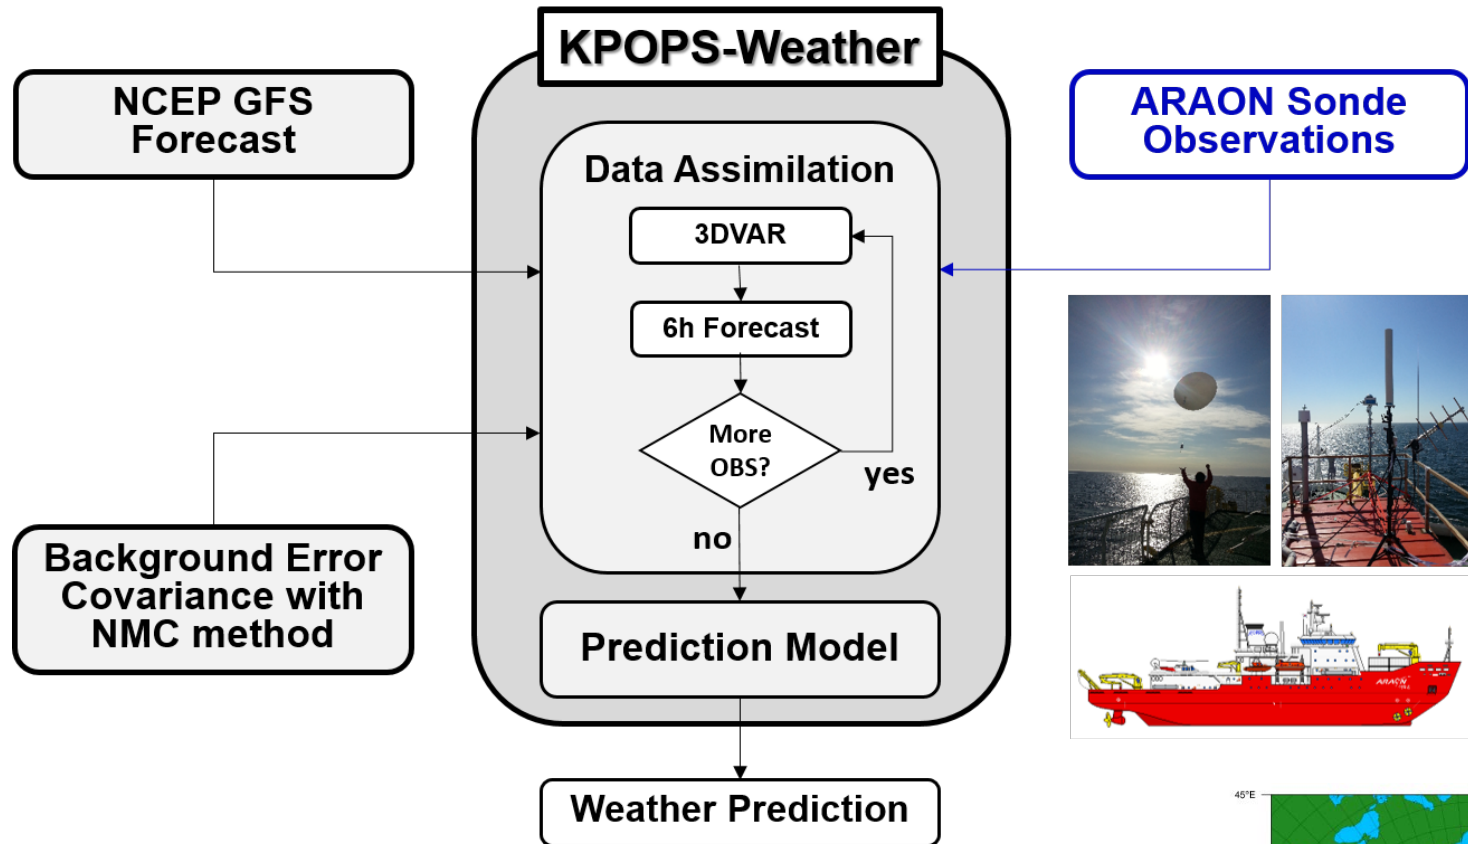 KPOPS-Weather
NCEP GFS
Forecast
ARAON Sonde
Observations
Data Assimilation
3DVAR
6h Forecast
More
OBS?
yes
no
Background Error
Covariance with
NMC method
Prediction Model
ARAON
Weather Prediction
45°E